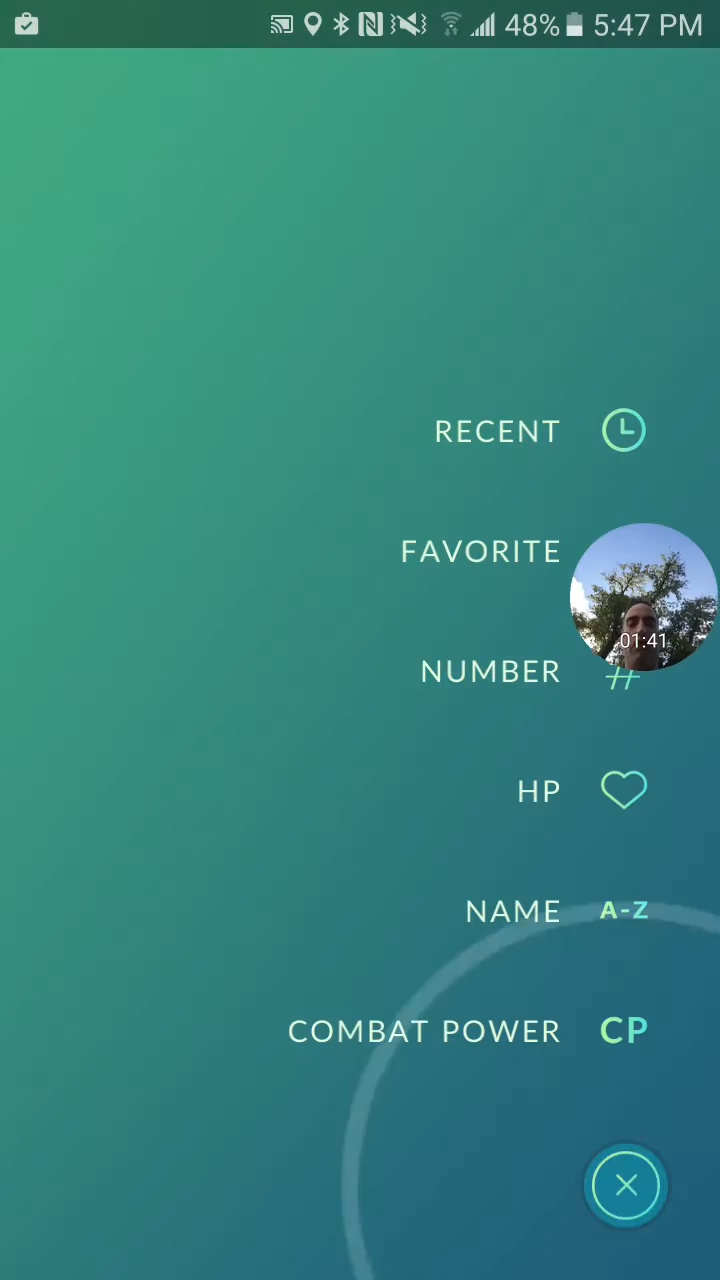 48% 5:47 PM
RECENT
FAVORITE
01:41
NUMBER #
HP
NAME A-Z
COMBAT POWER CP